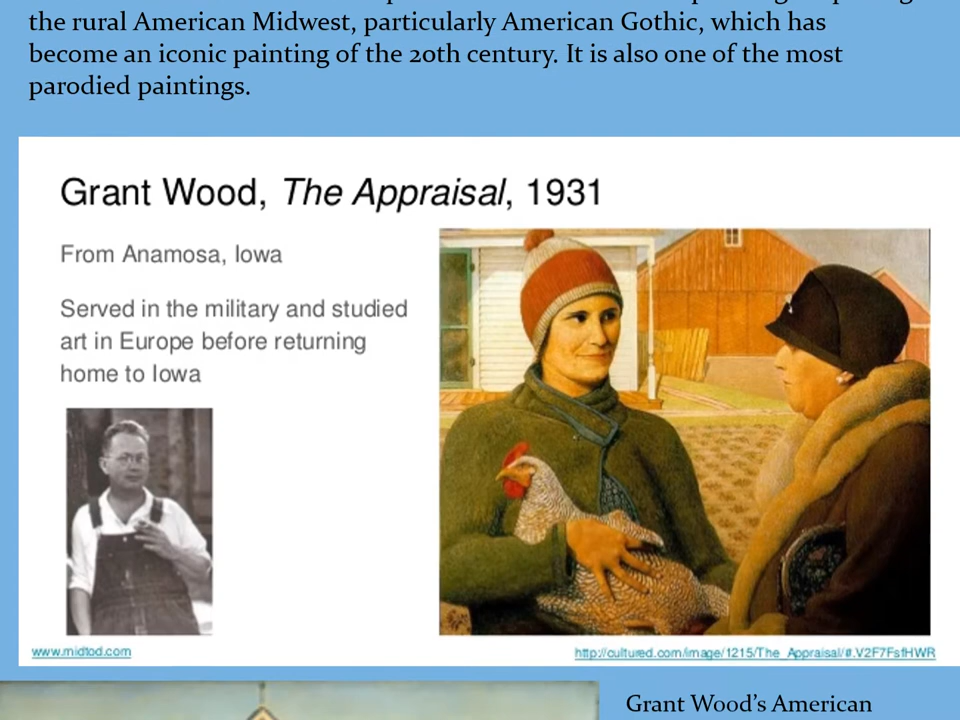 the rural American Midwest, particularly American Gothic, which has
become an iconic painting of the 20th century. It is also one of the most
parodied paintings.
Grant Wood, The Appraisal, 1931
From Anamosa, Iowa
Served in the military and studied
art in Europe before returning
home to Iowa
www.midtod.com
http://cultured.com/image/1215/The_Appraisal/#.V2F7FsfHWR
Grant Wood's American